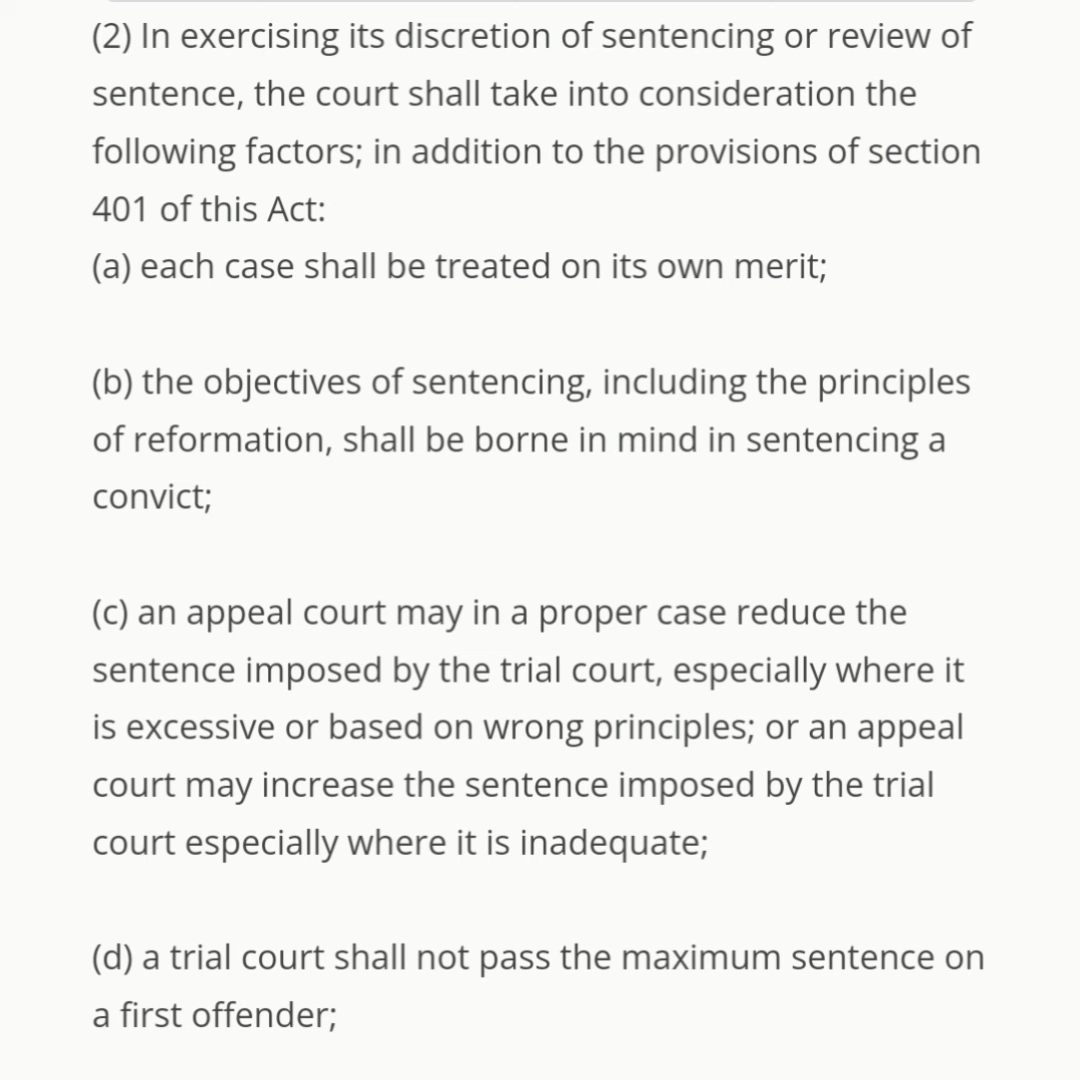 (2) In exercising its discretion of sentencing or review of
sentence, the court shall take into consideration the
following factors; in addition to the provisions of section
401 of this Act:
(a) each case shall be treated on its own merit;
(b) the objectives of sentencing, including the principles
of reformation, shall be borne in mind in sentencing a
convict;
(c) an appeal court may in a proper case reduce the
sentence imposed by the trial court, especially where it
is excessive or based on wrong principles; or an appeal
court may increase the sentence imposed by the trial
court especially where it is inadequate;
(d) a trial court shall not pass the maximum sentence on
a first offender;